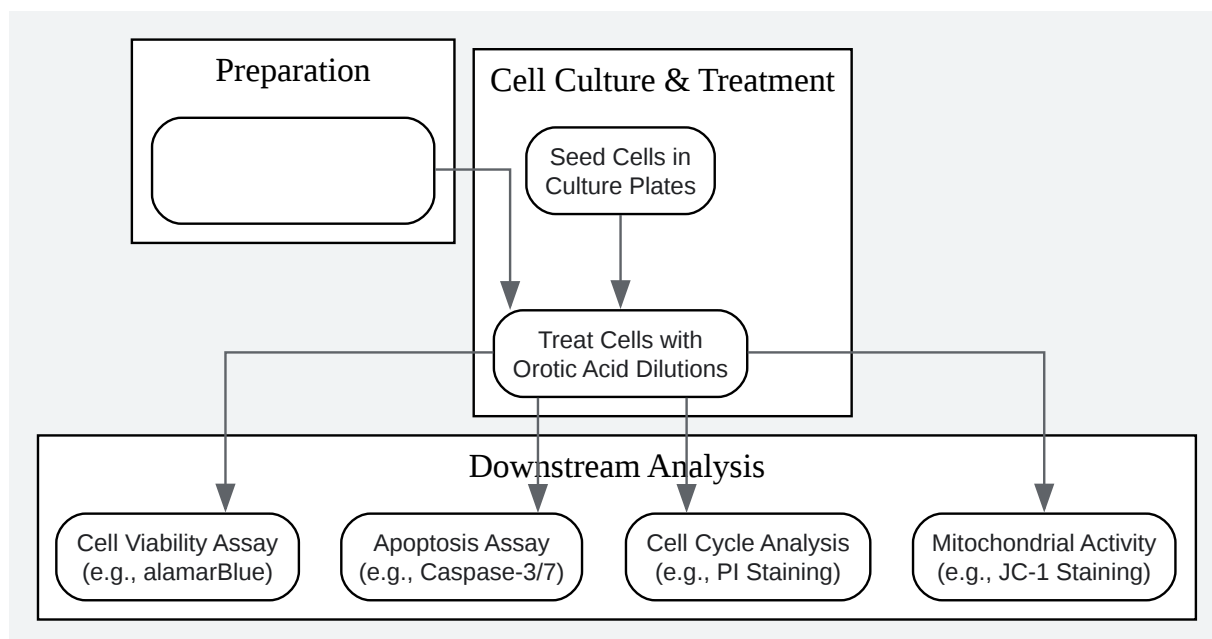 Preparation
Cell Culture & Treatment
Seed Cells in
Culture Plates
Treat Cells with
Orotic Acid Dilutions
Downstream Analysis
Cell Viability Assay
(e.g., alamarBlue)
Apoptosis Assay
(e.g., Caspase-3/7)
Cell Cycle Analysis
(e.g., PI Staining)
Mitochondrial Activity
(e.g., JC-1 Staining)